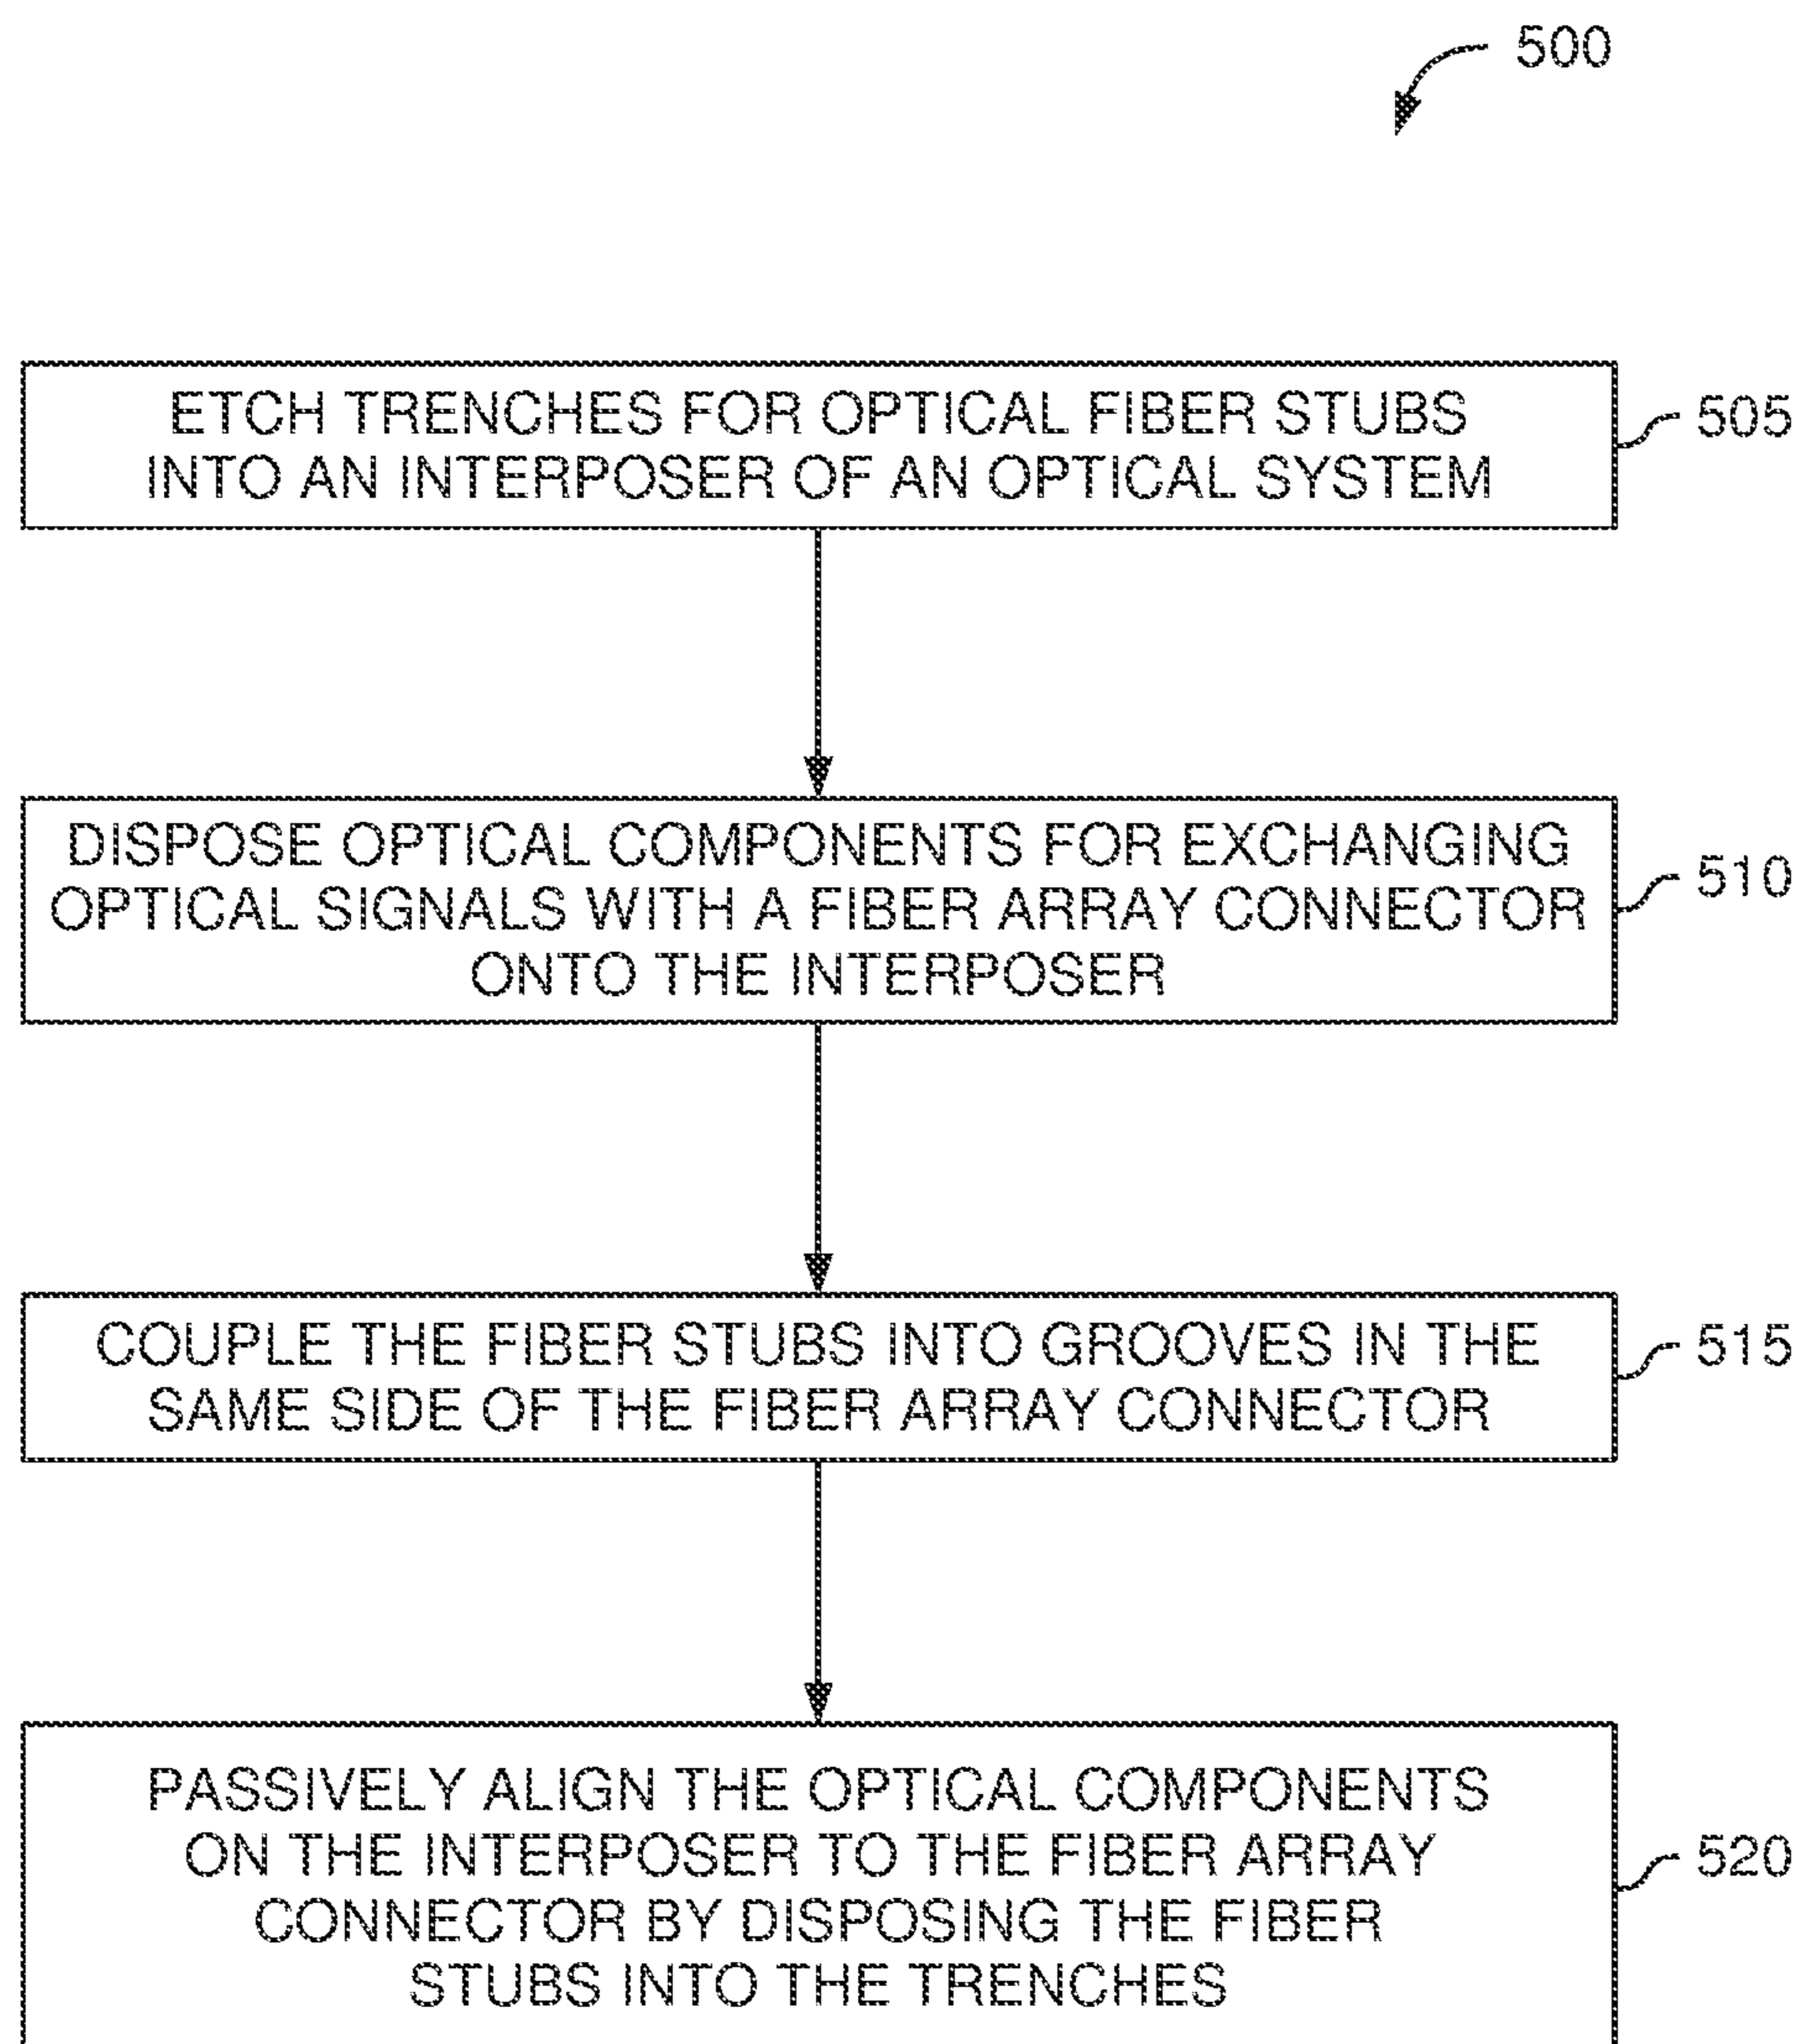 500
ETCH TRENCHES FOR OPTICAL FIBER STUBS
INTO AN INTERPOSER OF AN OPTICAL SYSTEM
505
DISPOSE OPTICAL COMPONENTS FOR EXCHANGING
OPTICAL SIGNALS WITH A FIBER ARRAY CONNECTOR
ONTO THE INTERPOSER
510
COUPLE THE FIBER STUBS INTO GROOVES IN THE
SAME SIDE OF THE FIBER ARRAY CONNECTOR
515
PASSIVELY ALIGN THE OPTICAL COMPONENTS
ON THE INTERPOSER TO THE FIBER ARRAY
CONNECTOR BY DISPOSING THE FIBER
STUBS INTO THE TRENCHES
520